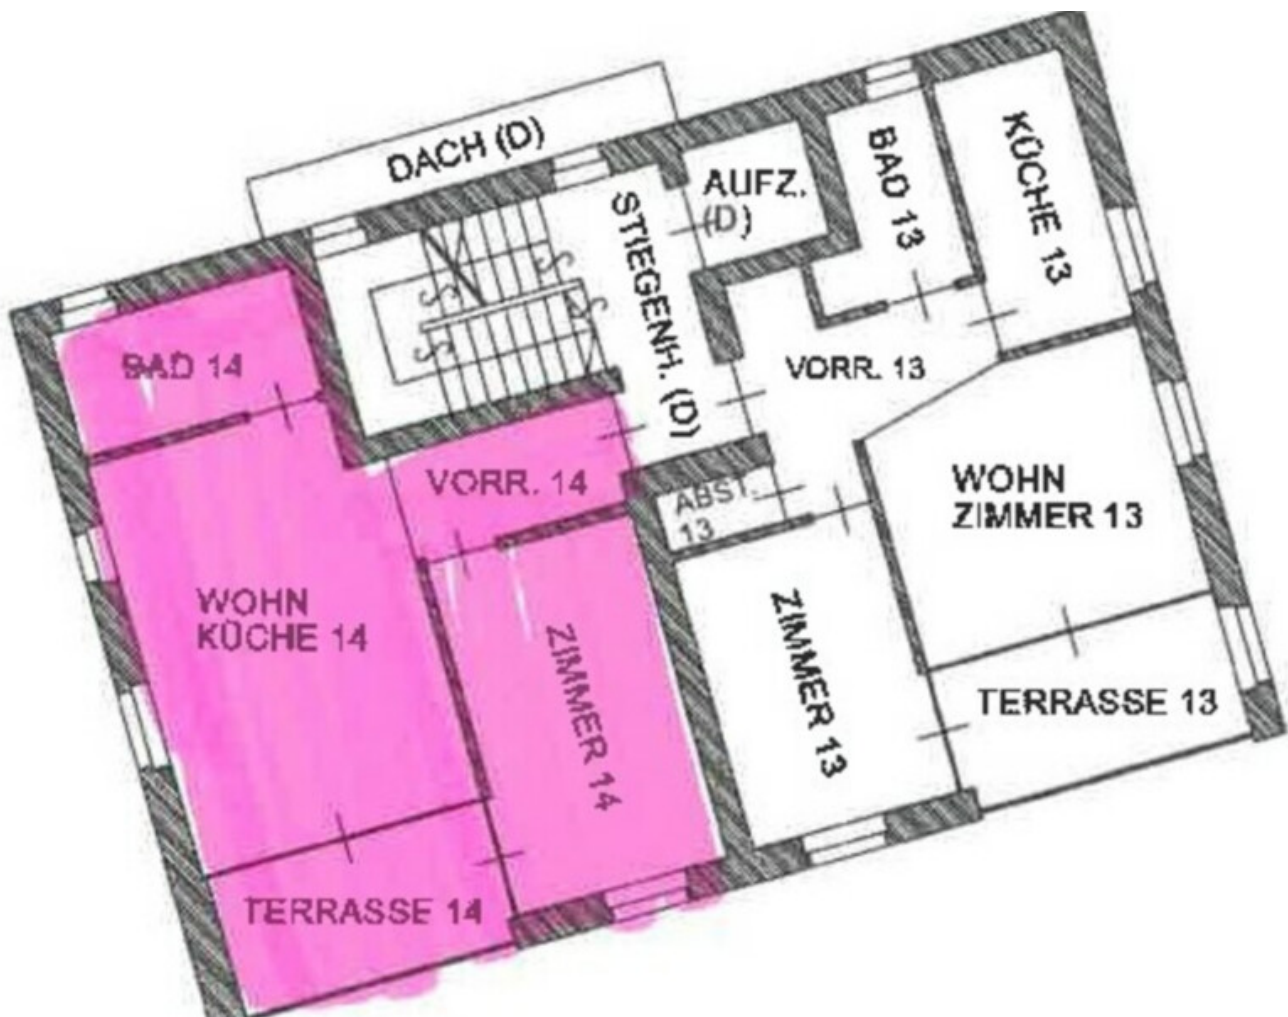 DACH (D)
AUFZ.
(D)
BAD 13
KÜCHE 13
STIEGENH. (D)
BAD 14
VORR. 13
VORR. 14
ABST.
13
WOHN
ZIMMER 13
WOHN
KÜCHE 14
ZIMMER 14
ZIMMER 13
TERRASSE 13
TERRASSE 14